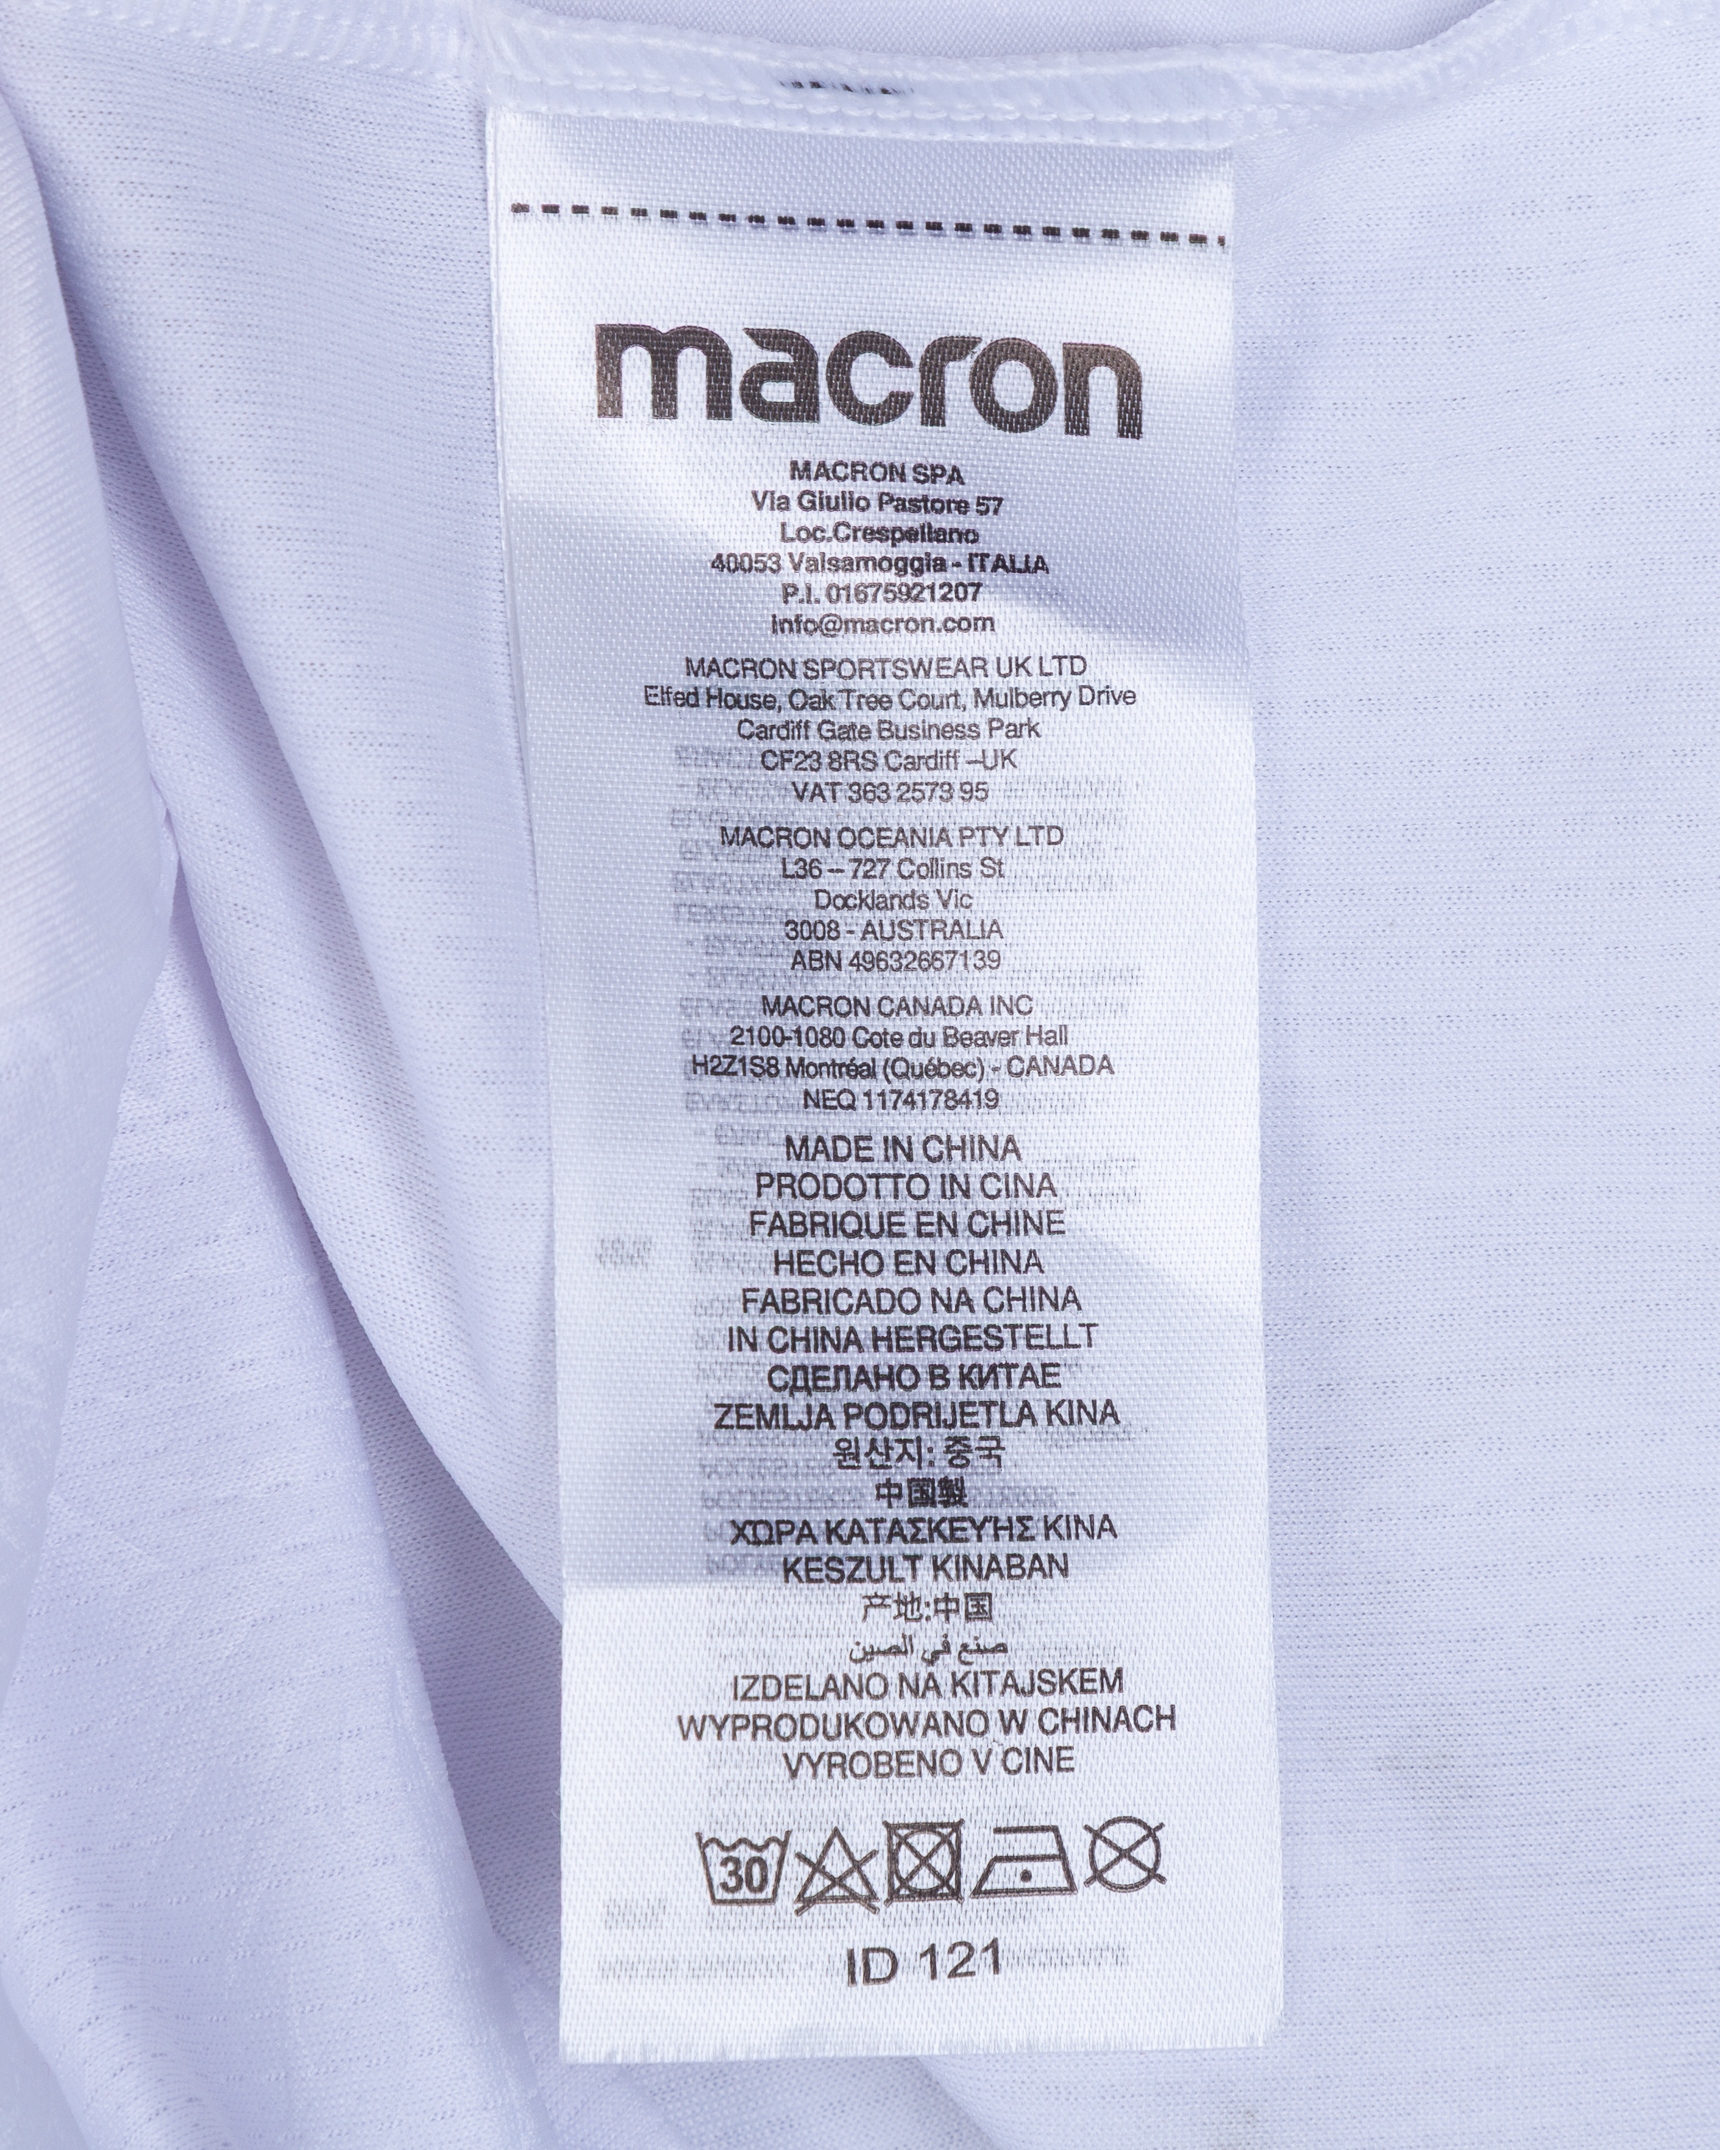 macron
MACRON SPA
Via Giulio Pastore 57
Loc.Crespellano
40053 Valsamoggia - ITALIA
P.I. 01675921207
Info@macron.com
MACRON SPORTSWEAR UK LTD
Elfed House, Oak Tree Court, Mulberry Drive
Cardiff Gate Business Park
CF23 8RS Cardiff –UK
VAT 363 2573 95
MACRON OCEANIA PTY LTD
L36 – 727 Collins St
Docklands Vic
3008 - AUSTRALIA
ABN 49632667139
MACRON CANADA INC
2100-1080 Cote du Beaver Hall
H2Z1S8 Montréal (Québec) - CANADA
NEQ 1174178419
MADE IN CHINA
PRODOTTO IN CINA
FABRIQUE EN CHINE
HECHO EN CHINA
FABRICADO NA CHINA
IN CHINA HERGESTELLT
СДЕЛАНО В КИТАЕ
ZEMLJA PODRIJETLA KINA
원산지: 중국
中国製
ΧΩΡΑ ΚΑΤΑΣΚΕΥΉΣ KINA
KESZULT KINABAN
产地:中国
صنع في الصين
IZDELANO NA KITAJSKEM
WYPRODUKOWANO W CHINACH
VYROBENO V CINE
30
ID 121